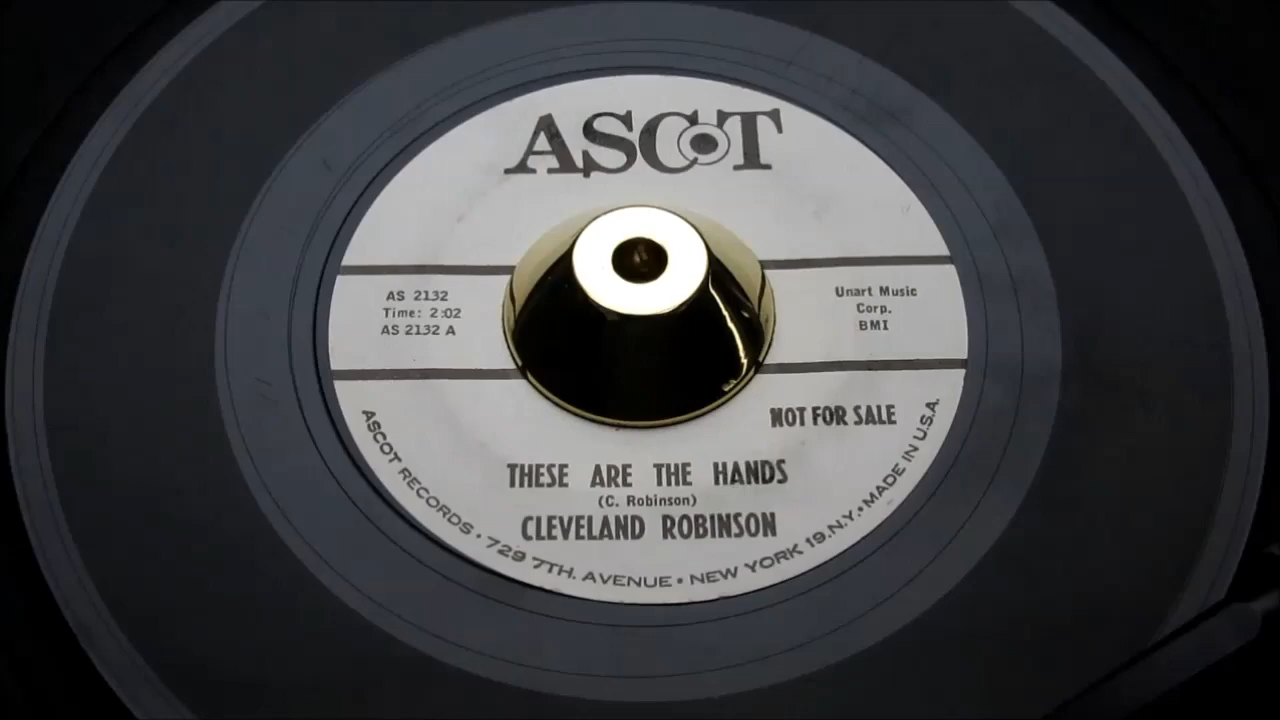 ASCOT
AS 2132
Time: 2:02
AS 2132 A
Unart Music
Corp.
BMI
NOT FOR SALE
THESE ARE THE HANDS
(C. Robinson)
CLEVELAND ROBINSON
ASCOT RECORDS • 729 7TH. AVENUE • NEW YORK 19.N.Y. • MADE IN U.S.A.